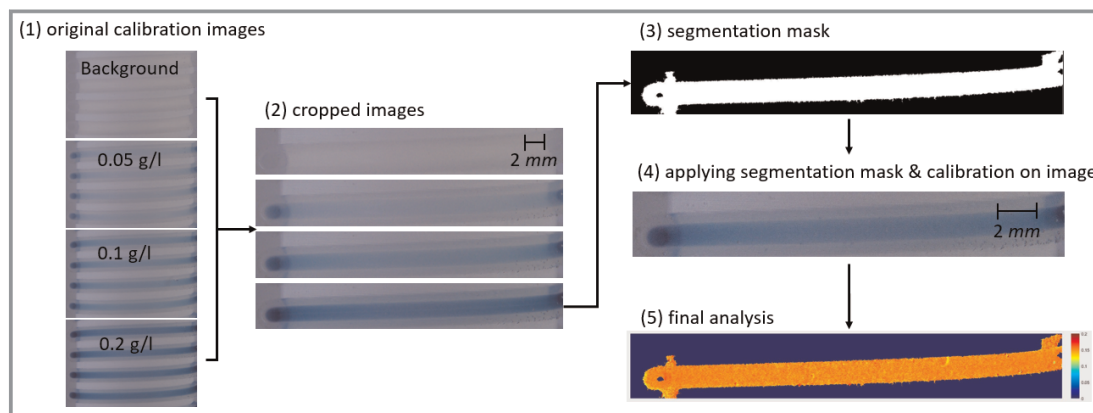 (1) original calibration images
Background
0.05 g/l
0.1 g/l
0.2 g/l
(2) cropped images
2 mm
(3) segmentation mask
(4) applying segmentation mask & calibration on image
2 mm
(5) final analysis